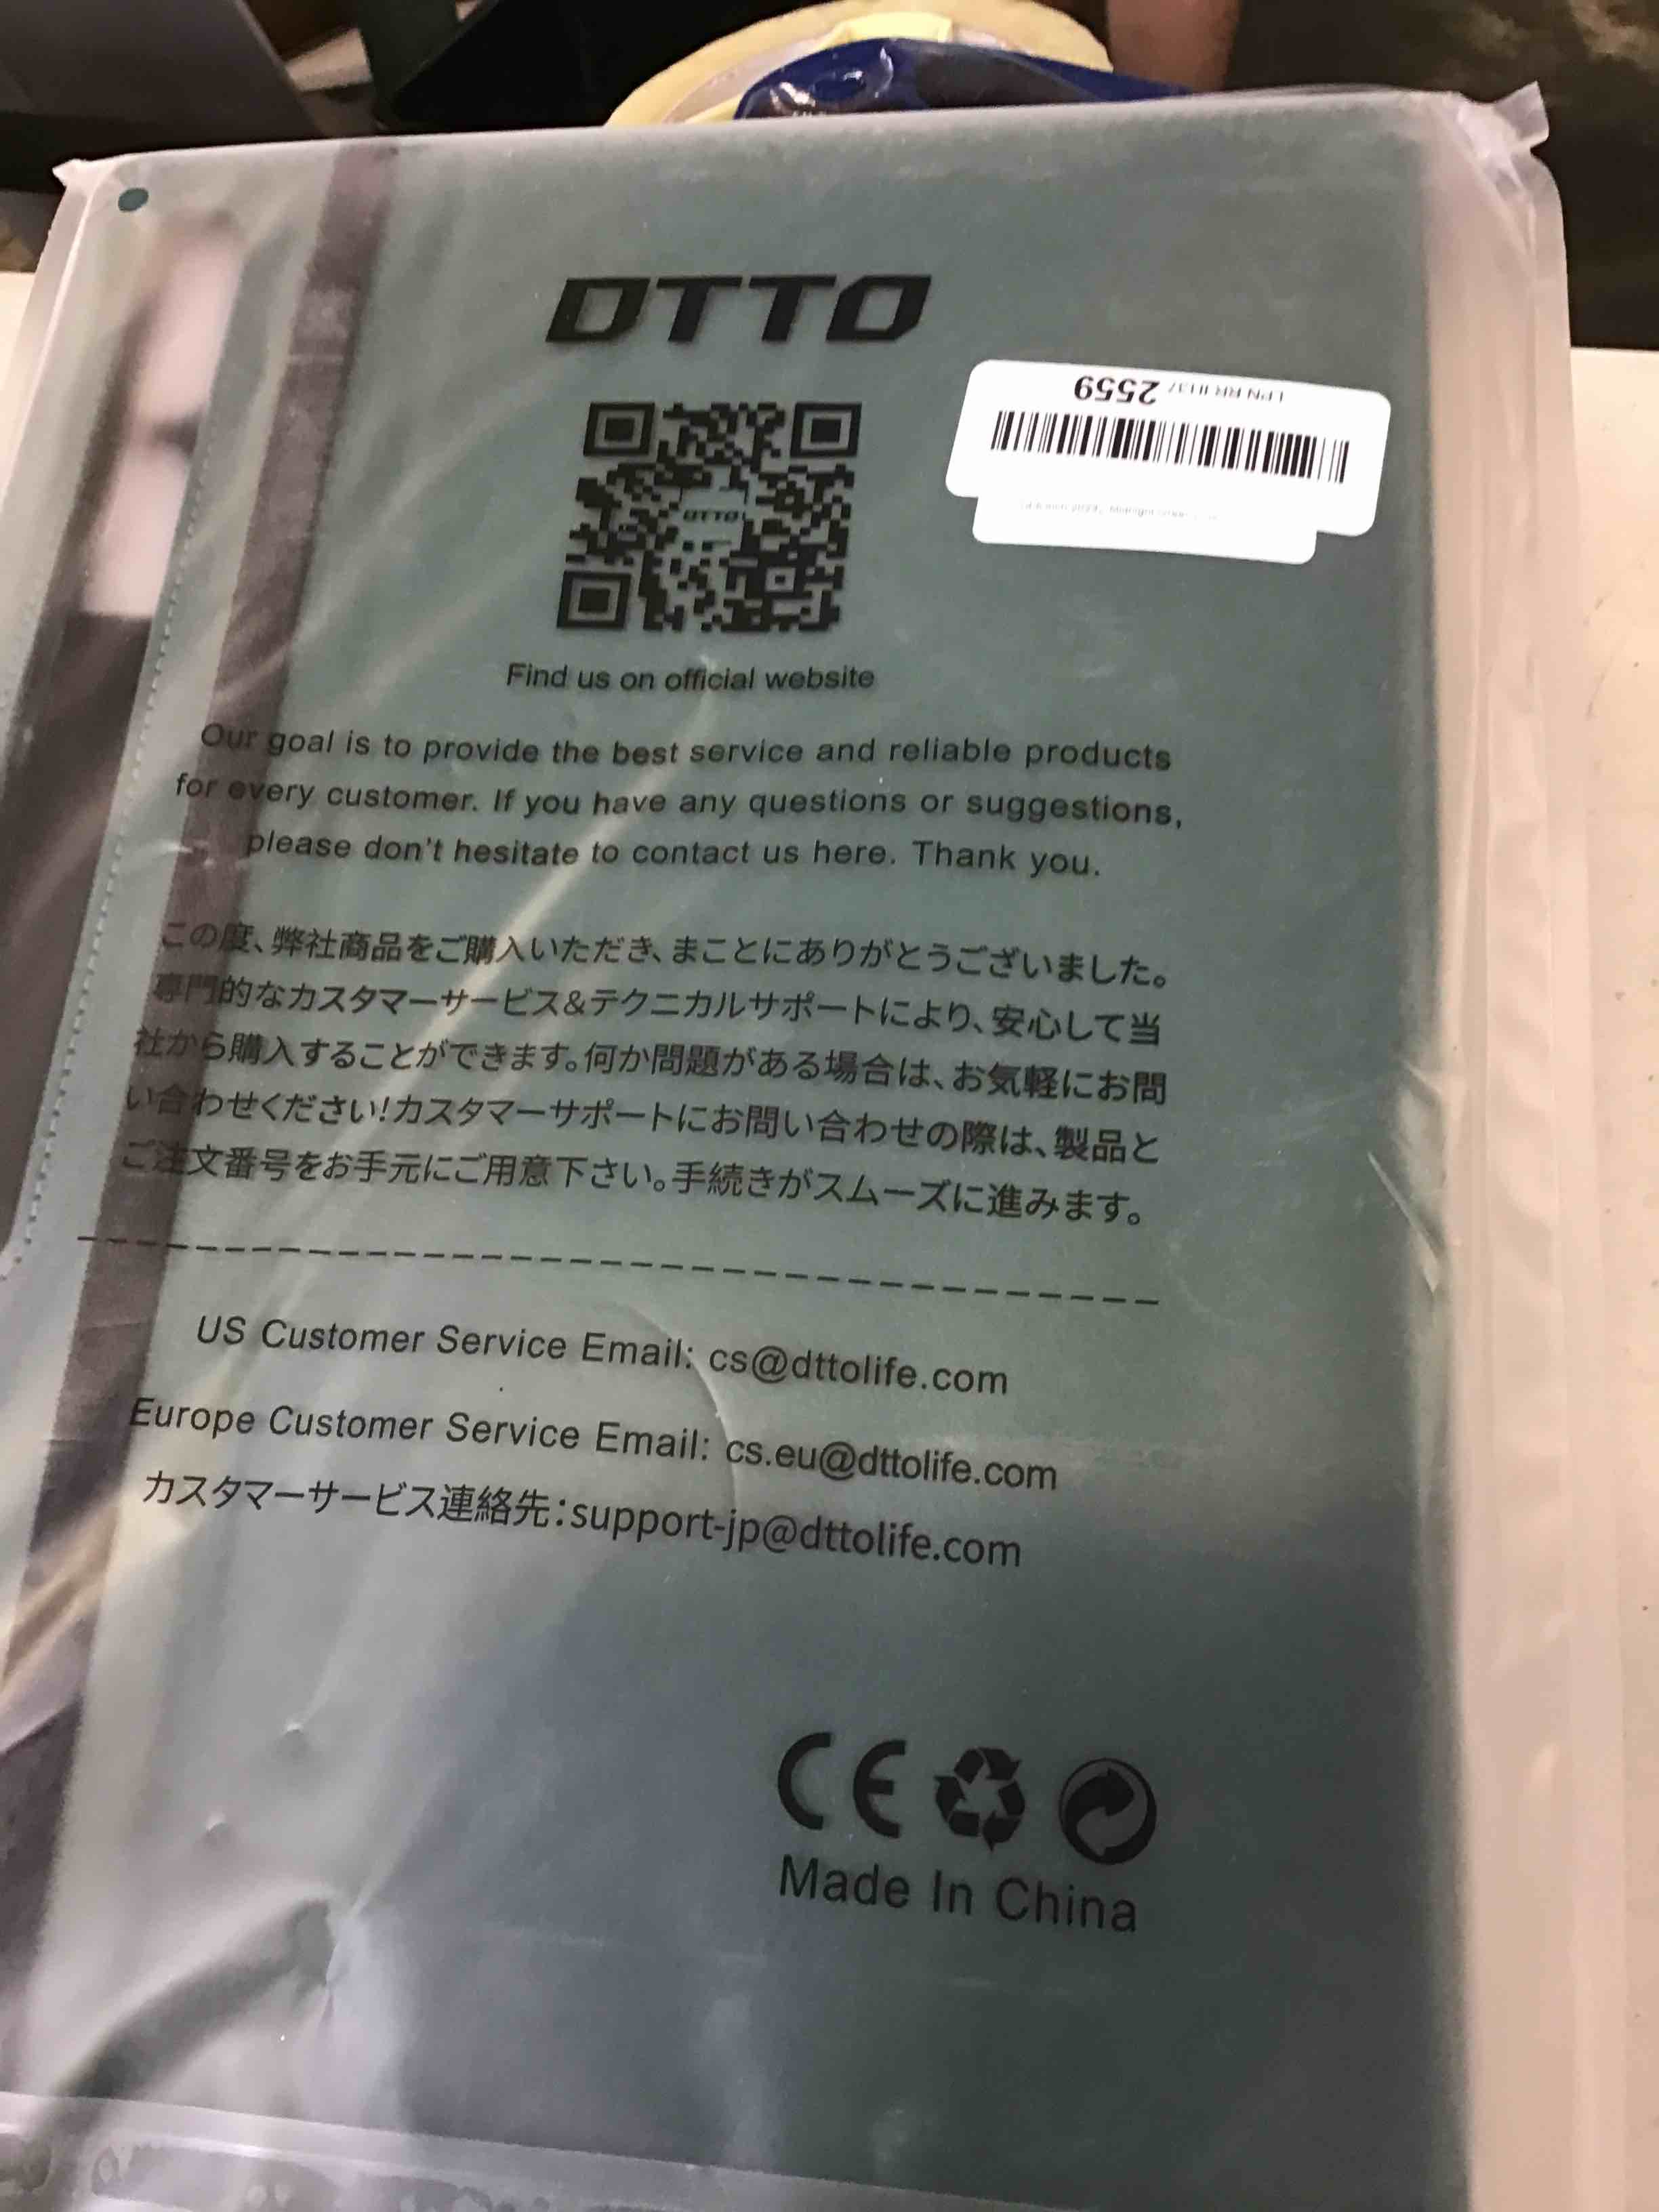 DTTO
LPN RR
2559
DTTO
Find us on official website
Our goal is to provide the best service and reliable products
for every customer. If you have any questions or suggestions,
please don't hesitate to contact us here. Thank you.
この度、弊社商品をご購入いただき、まことにありがとうございました。
専門的なカスタマーサービス&テクニカルサポートにより、安心して当
社から購入することができます。何か問題がある場合は、お気軽にお問
い合わせください!カスタマーサポートにお問い合わせの際は、製品と
ご注文番号をお手元にご用意下さい。手続きがスムーズに進みます。
US Customer Service Email: cs@dttolife.com
Europe Customer Service Email: cs.eu@dttolife.com
カスタマーサービス連絡先:support-jp@dttolife.com
CE
Made In China